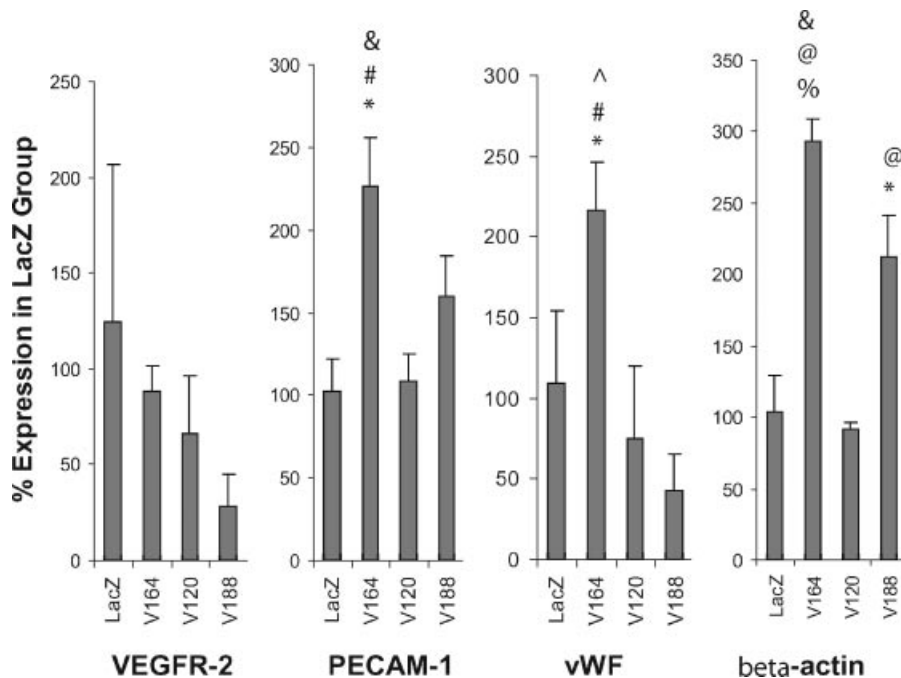 % Expression in LacZ Group
250
200
150
100
50
0
LacZ
V164
V120
V188
VEGFR-2
300
250
200
150
100
50
0
&
#
*
LacZ
V164
V120
V188
PECAM-1
300
250
200
150
100
50
0
^
#
*
LacZ
V164
V120
V188
vWF
350
300
250
200
150
100
50
0
&
@
%
@
*
LacZ
V164
V120
V188
beta-actin